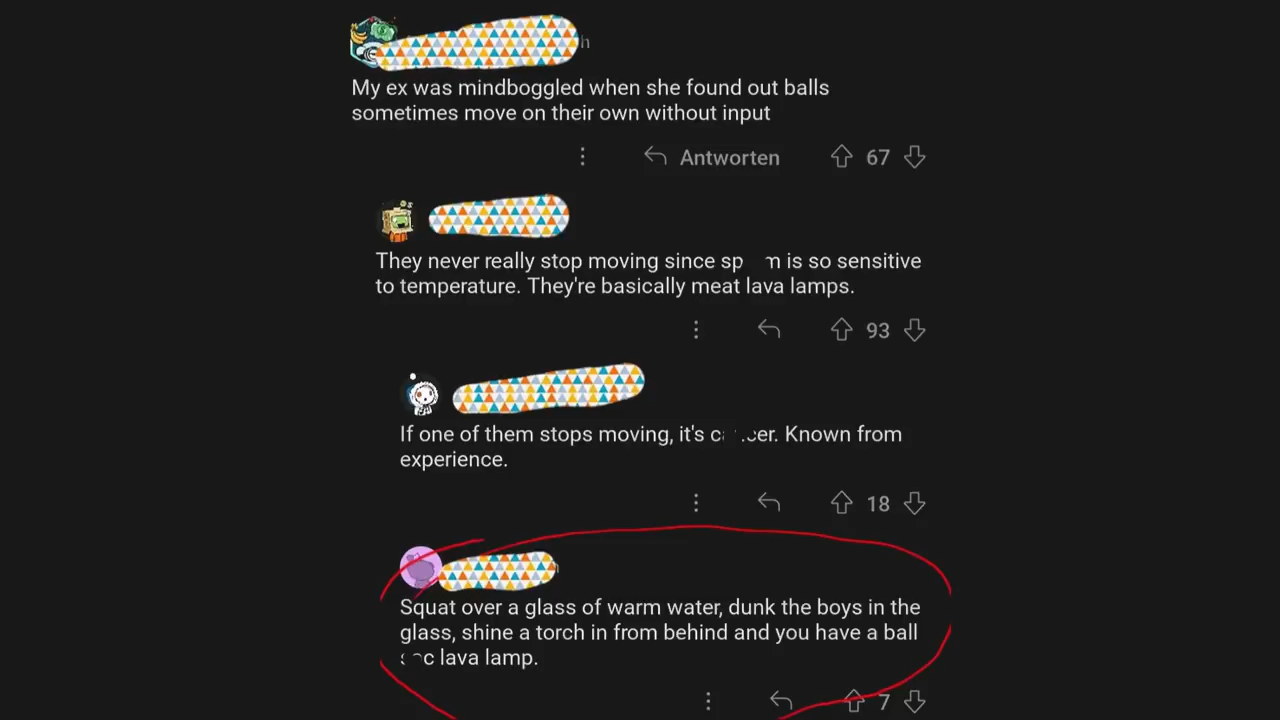 h
My ex was mindboggled when she found out balls
sometimes move on their own without input
Antworten 67
They never really stop moving since sp m is so sensitive
to temperature. They're basically meat lava lamps.
93
If one of them stops moving, it's c cer. Known from
experience.
18
Squat over a glass of warm water, dunk the boys in the
glass, shine a torch in from behind and you have a ball
c lava lamp.
7